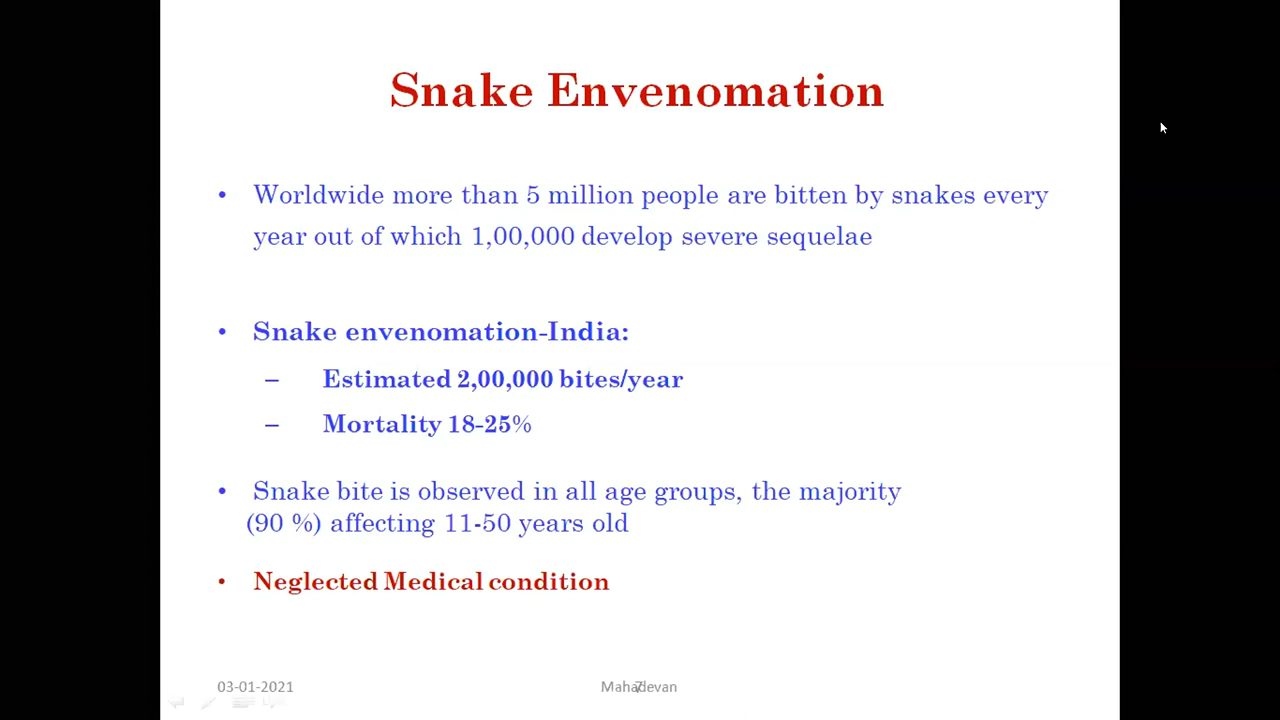 Snake Envenomation
• Worldwide more than 5 million people are bitten by snakes every
year out of which 1,00,000 develop severe sequelae
• Snake envenomation-India:
– Estimated 2,00,000 bites/year
– Mortality 18-25%
• Snake bite is observed in all age groups, the majority
(90 %) affecting 11-50 years old
• Neglected Medical condition
03-01-2021
Mahadevan
7